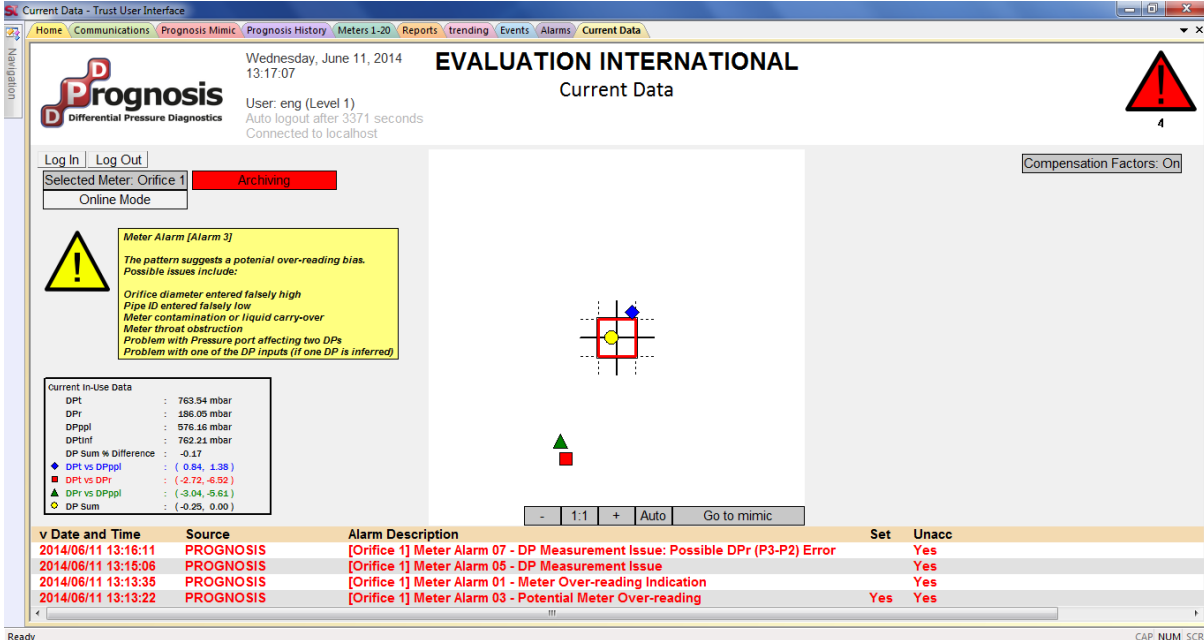 Current Data - Trust User Interface
Home Communications Prognosis Mimic Prognosis History Meters 1-20 Reports trending Events Alarms Current Data
Navigation
DPrognosis
D Differential Pressure Diagnostics
Wednesday, June 11, 2014
13:17:07
User: eng (Level 1)
Auto logout after 3371 seconds
Connected to localhost
EVALUATION INTERNATIONAL
Current Data
!
4
Log In Log Out
Selected Meter: Orifice 1 Archiving
Online Mode
Compensation Factors: On
!
Meter Alarm [Alarm 3]
The pattern suggests a potenial over-reading bias.
Possible issues include:
Orifice diameter entered falsely high
Pipe ID entered falsely low
Meter contamination or liquid carry-over
Meter throat obstruction
Problem with Pressure port affecting two DPs
Problem with one of the DP inputs (if one DP is inferred)
Current In-Use Data
DPt : 763.54 mbar
DPr : 186.05 mbar
DPppl : 576.16 mbar
DPtinf : 762.21 mbar
DP Sum % Difference : -0.17
DPt vs DPppl : ( 0.84, 1.38 )
DPt vs DPr : ( -2.72, -6.52 )
DPr vs DPppl : ( -3.04, -5.61 )
DP Sum : ( -0.25, 0.00 )
- 1:1 + Auto Go to mimic
v Date and Time Source Alarm Description Set Unacc
2014/06/11 13:16:11 PROGNOSIS [Orifice 1] Meter Alarm 07 - DP Measurement Issue: Possible DPr (P3-P2) Error Yes
2014/06/11 13:15:06 PROGNOSIS [Orifice 1] Meter Alarm 05 - DP Measurement Issue Yes
2014/06/11 13:13:35 PROGNOSIS [Orifice 1] Meter Alarm 01 - Meter Over-reading Indication Yes
2014/06/11 13:13:22 PROGNOSIS [Orifice 1] Meter Alarm 03 - Potential Meter Over-reading Yes Yes
Ready CAP NUM SCR